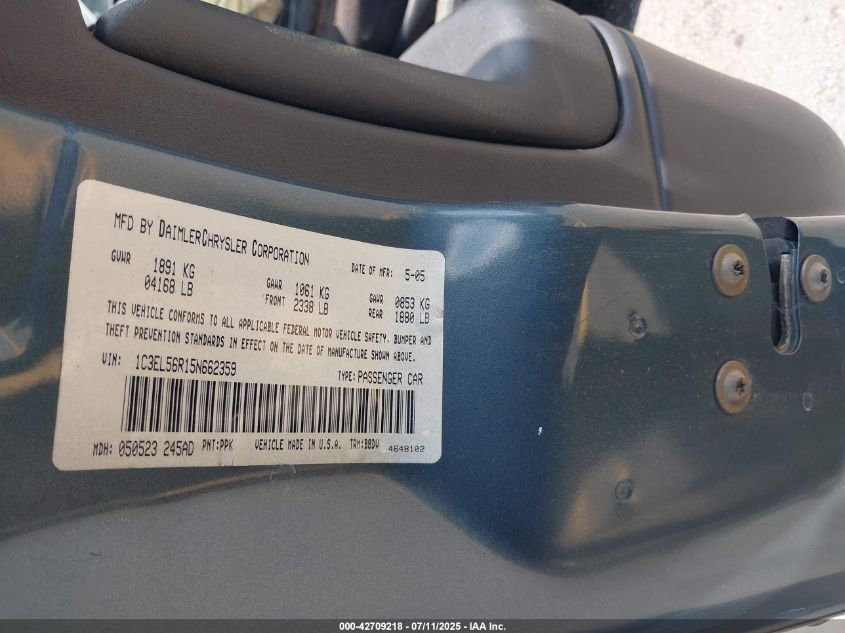 MFD BY DAIMLERCHRYSLER CORPORATION
DATE OF MFR: 5-05
GVWR 1891 KG 04168 LB
GAWR FRONT 1061 KG 2338 LB
GAWR REAR 0853 KG 1880 LB
THIS VEHICLE CONFORMS TO ALL APPLICABLE FEDERAL MOTOR VEHICLE SAFETY, BUMPER AND
THEFT PREVENTION STANDARDS IN EFFECT ON THE DATE OF MANUFACTURE SHOWN ABOVE.
VIN: 1C3EL56R15N662359 TYPE: PASSENGER CAR
MDH: 050523 245AD PNT:PPK VEHICLE MADE IN U.S.A. TRM:BBDW 4648102
000-42709218 - 07/11/2025 - IAA Inc.